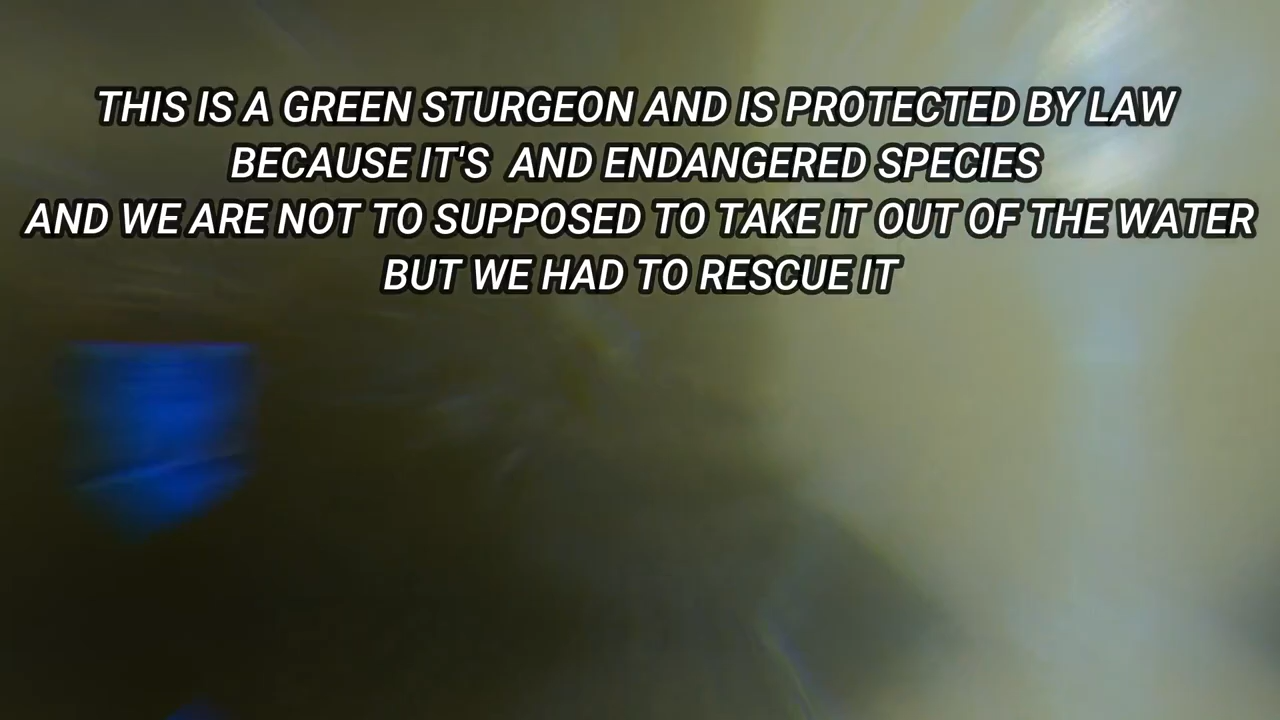 THIS IS A GREEN STURGEON AND IS PROTECTED BY LAW
BECAUSE IT'S  AND ENDANGERED SPECIES
AND WE ARE NOT TO SUPPOSED TO TAKE IT OUT OF THE WATER
BUT WE HAD TO RESCUE IT